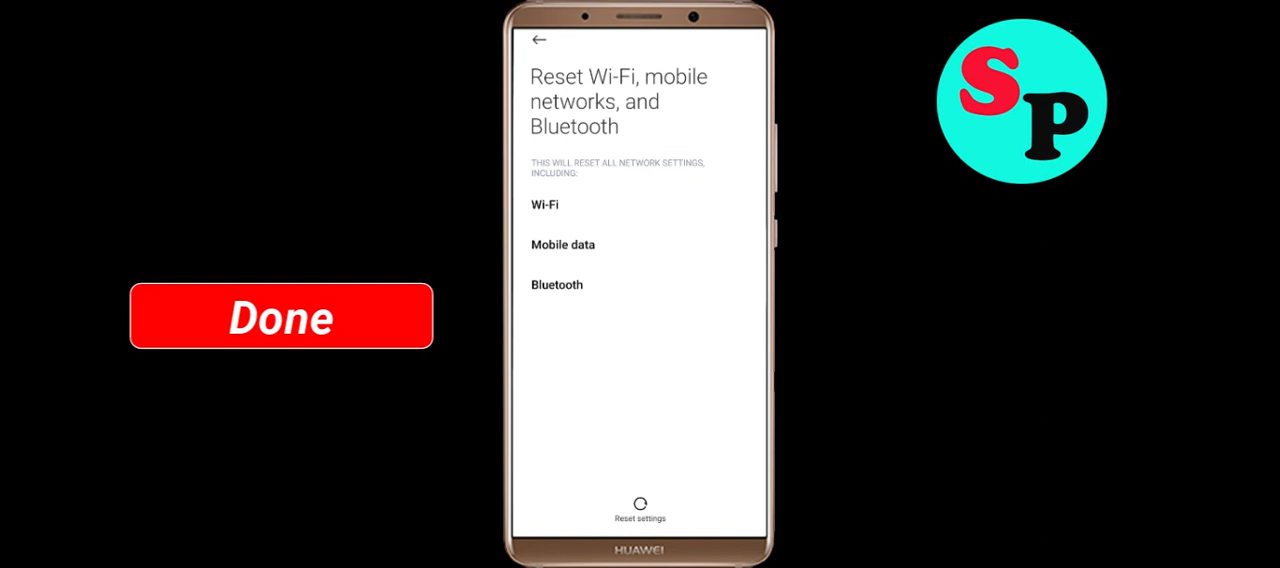 Reset Wi-Fi, mobile
networks, and
Bluetooth
THIS WILL RESET ALL NETWORK SETTINGS,
INCLUDING:
Wi-Fi
Mobile data
Bluetooth
Reset settings
HUAWEI
Done
SP